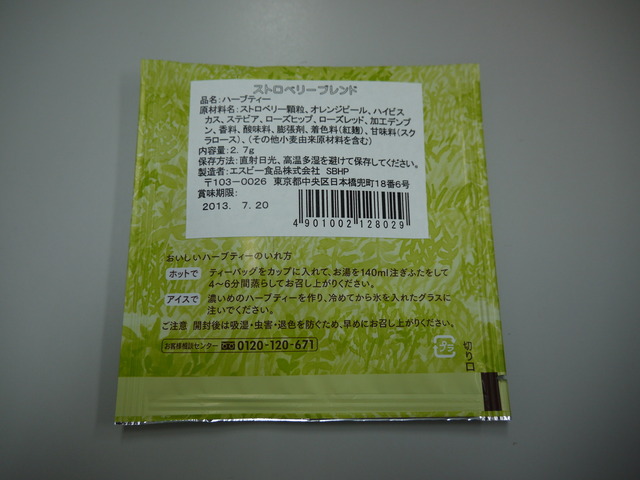 ストロベリーブレンド
品名:ハーブティー
原材料名:ストロベリー顆粒、オレンジピール、ハイビス
カス、ステビア、ローズヒップ、ローズレッド、加工デンプ
ン、香料、酸味料、膨張剤、着色料(紅麹)、甘味料(スク
ラロース)、(その他小麦由来原材料を含む)
内容量:2.7g
保存方法:直射日光、高温多湿を避けて保存してください。
製造者:エスビー食品株式会社 SBHP
〒103-0026 東京都中央区日本橋兜町18番6号
賞味期限:
2013. 7.20
4 901002 128029
おいしいハーブティーのいれ方
ホットで ティーバッグをカップに入れて、お湯を140ml注ぎふたをして
4〜6分間蒸らしてお召し上がりください。
アイスで 濃いめのハーブティーを作り、冷めてから氷を入れたグラスに
注いでください。
ご注意 開封後は吸湿・虫害・退色を防ぐため、早めにお召し上がりください。
お客様相談センター 0120-120-671
プラ
切り口